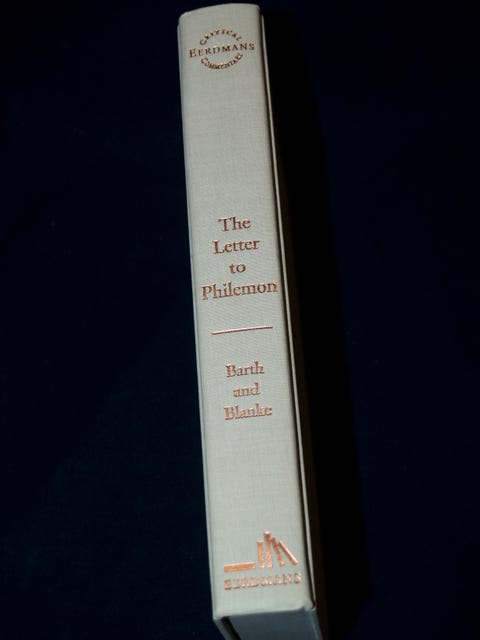 CRITICAL
EERDMANS
COMMENTARY
The
Letter
to
Philemon
Barth
and
Blanke
EERDMANS